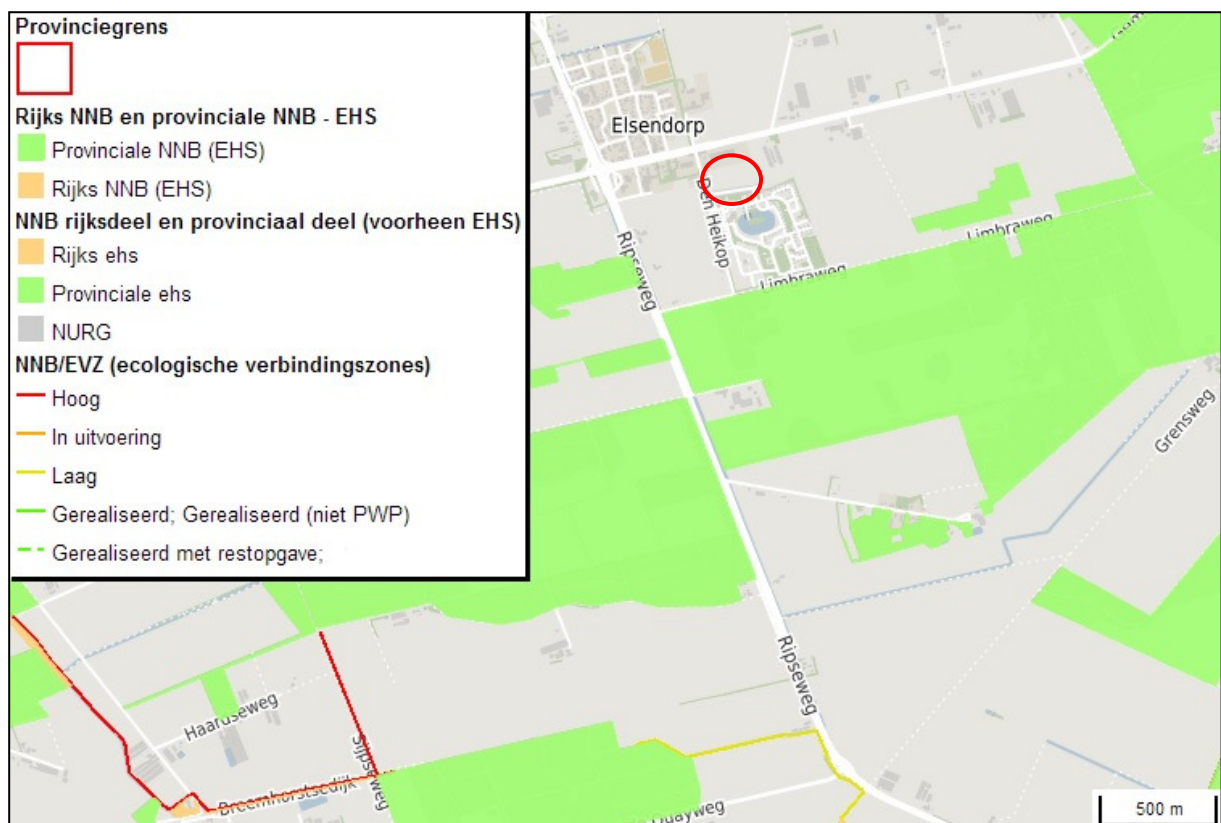 Provinciegrens
Rijks NNB en provinciale NNB - EHS
Provinciale NNB (EHS)
Rijks NNB (EHS)
NNB rijksdeel en provinciaal deel (voorheen EHS)
Rijks ehs
Provinciale ehs
NURG
NNB/EVZ (ecologische verbindingszones)
Hoog
In uitvoering
Laag
Gerealiseerd; Gerealiseerd (niet PWP)
Gerealiseerd met restopgave;
Elsendorp
Den Heikop
Ripseweg
Limbraweg
Limbraweg
Grensweg
Ripseweg
Haardseweg
Sijpseweg
Breemhorstsedijk
500 m